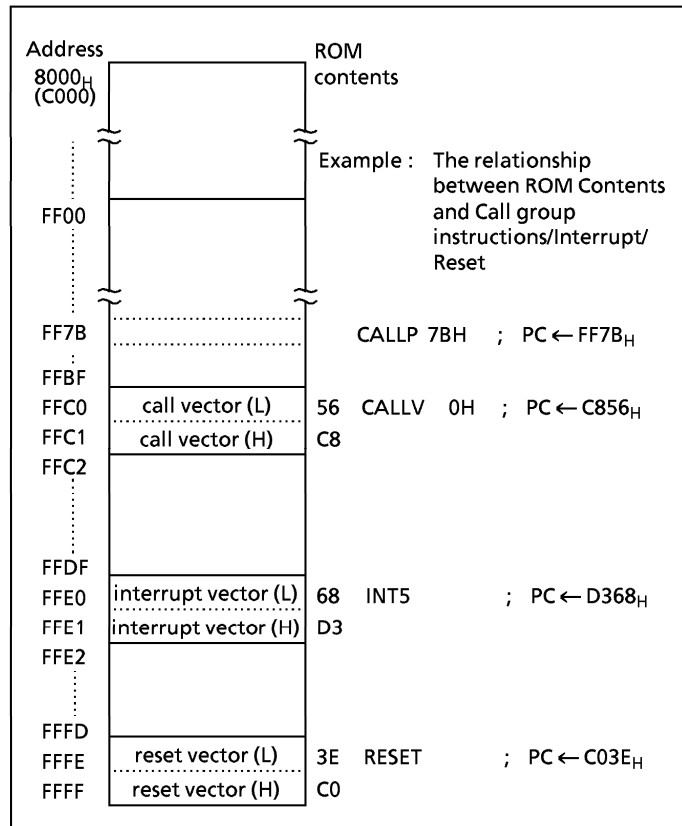 Address
ROM contents
8000H
(C000)
Example : The relationship
between ROM Contents
and Call group
instructions/Interrupt/
Reset
FF00
FF7B CALLP 7BH ; PC ← FF7BH
FFBF
FFC0 call vector (L) 56 CALLV 0H ; PC ← C856H
FFC1 call vector (H) C8
FFC2
FFDF
FFE0 interrupt vector (L) 68 INT5 ; PC ← D368H
FFE1 interrupt vector (H) D3
FFE2
FFFD
FFFE reset vector (L) 3E RESET ; PC ← C03EH
FFFF reset vector (H) C0